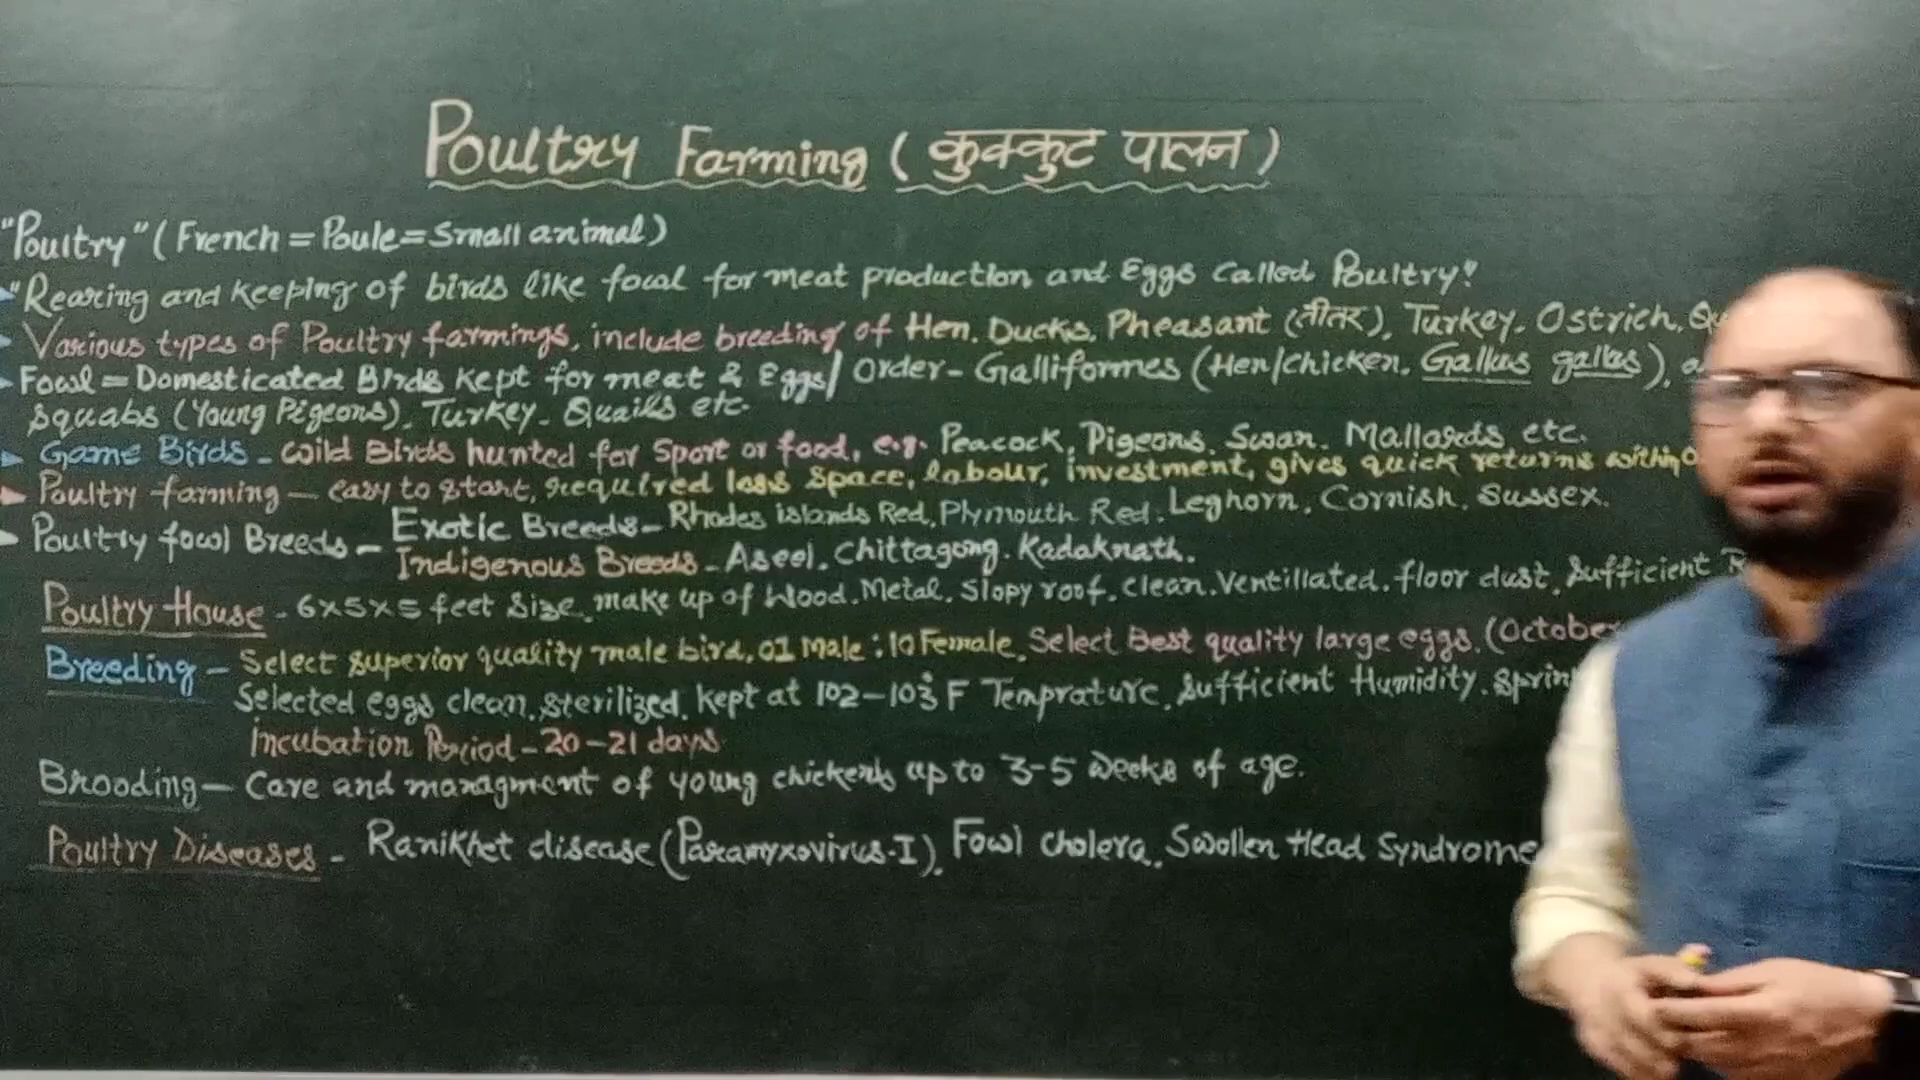 Poultry Farming (कुक्कुट पालन)
"Poultry" (French = Poule = Small animal)
"Rearing and keeping of birds like fowl for meat production and Eggs called Poultry"
Various types of Poultry farmings, include breeding of Hen, Ducks, Pheasant (तीतर), Turkey, Ostrich,
Fowl = Domesticated Birds kept for meat & Eggs/ Order - Galliformes (Hen/chicken, Gallus gallus),
squabs (Young Pigeons), Turkey, Quails etc.
Game Birds - wild Birds hunted for sport or food, e.g. Peacock, Pigeons, Swan, Mallards etc.
Poultry farming - easy to start, required less space, labour, investment, gives quick returns within
Poultry fowl Breeds - Exotic Breeds - Rhodes islands Red, Plymouth Red, Leghorn, Cornish, Sussex.
Indigenous Breeds - Aseel, Chittagong, Kadaknath.
Poultry House - 6x5x5 feet Size, make up of Wood, Metal, Slopy roof, clean, Ventillated, floor dust, Sufficient
Breeding - Select superior quality male bird, 01 Male : 10 Female, Select Best quality large eggs, (October
Selected eggs clean, sterilized, kept at 102-103°F Temprature, Sufficient Humidity,
Incubation Period - 20-21 days
Brooding - Care and managment of young chickens up to 3-5 weeks of age.
Poultry Diseases - Ranikhet disease (Paramyxovirus-I), Fowl cholera, Swollen Head Syndrome